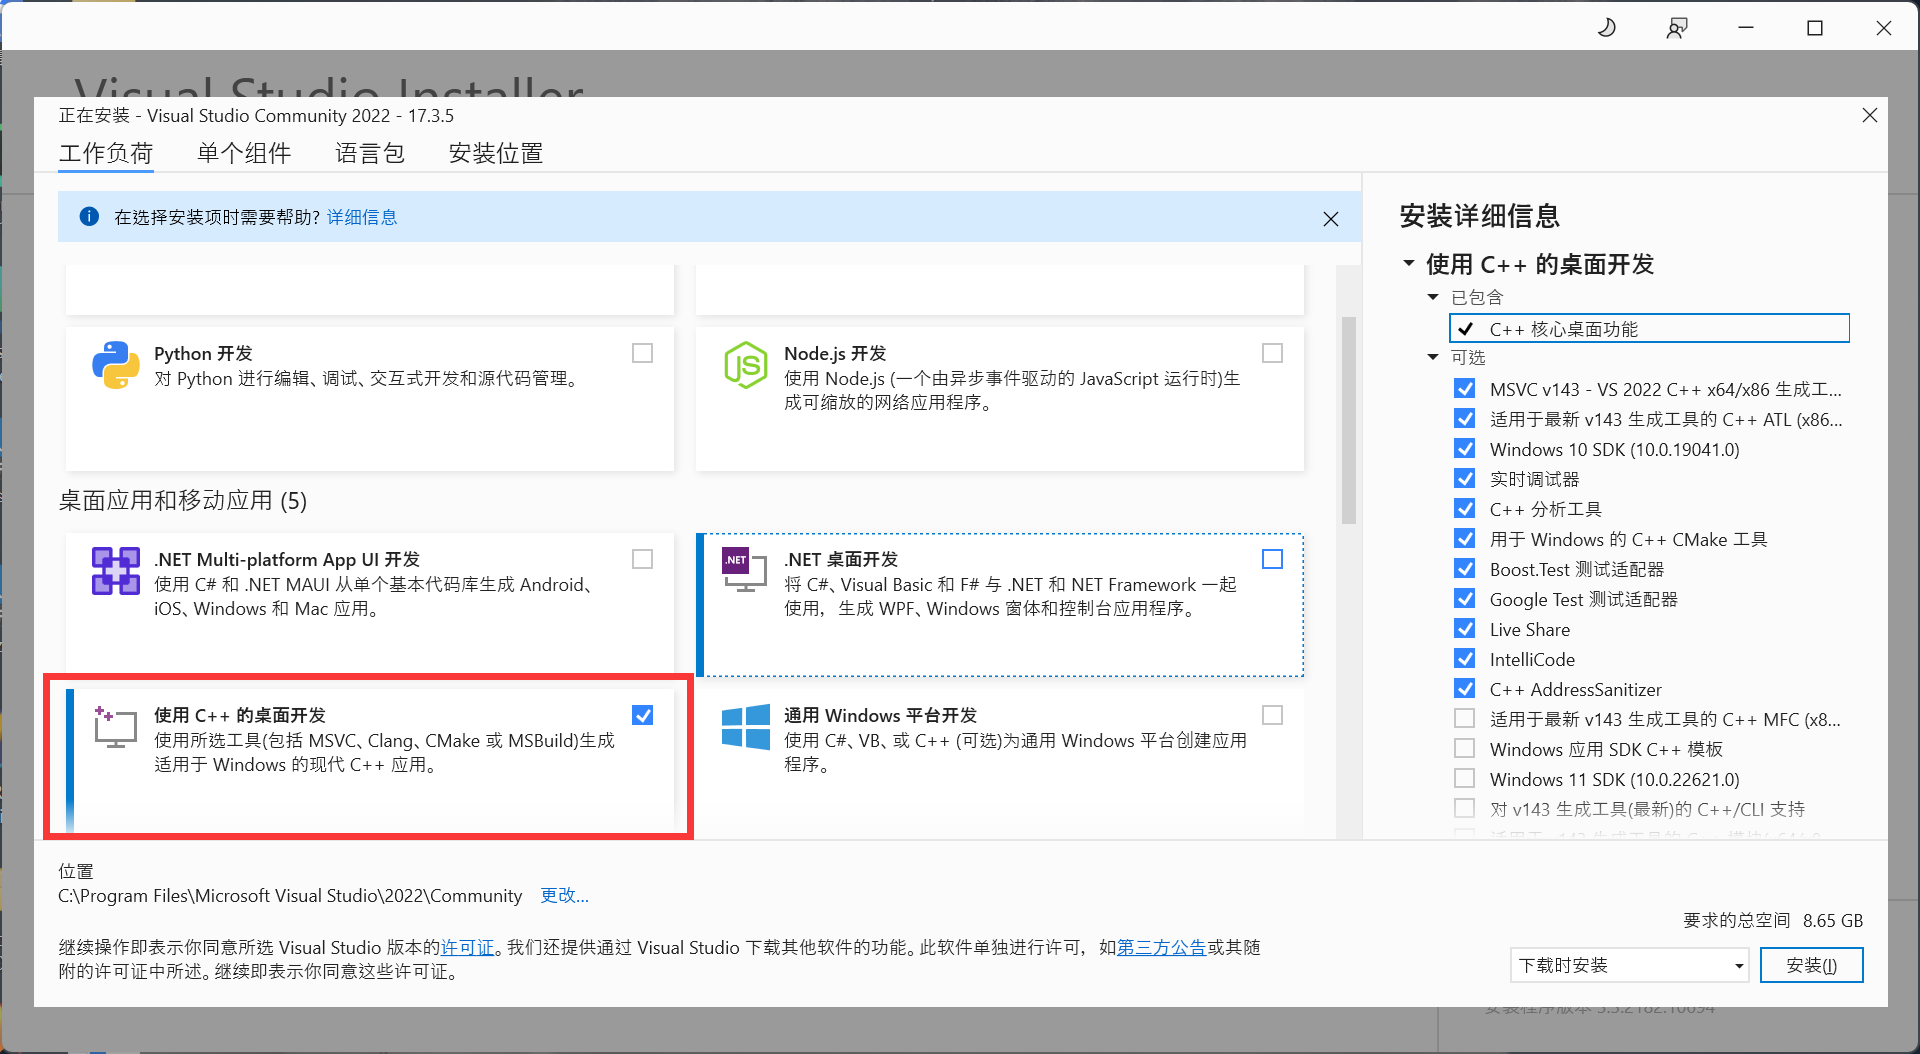 Visual Studio Installer
正在安装 - Visual Studio Community 2022 - 17.3.5
工作负荷 单个组件 语言包 安装位置
在选择安装项时需要帮助? 详细信息
Python 开发
对 Python 进行编辑、调试、交互式开发和源代码管理。
Node.js 开发
使用 Node.js (一个由异步事件驱动的 JavaScript 运行时)生
成可缩放的网络应用程序。
桌面应用和移动应用 (5)
.NET Multi-platform App UI 开发
使用 C# 和 .NET MAUI 从单个基本代码库生成 Android、
iOS、Windows 和 Mac 应用。
.NET
.NET 桌面开发
将 C#、Visual Basic 和 F# 与 .NET 和 NET Framework 一起
使用，生成 WPF、Windows 窗体和控制台应用程序。
使用 C++ 的桌面开发
使用所选工具(包括 MSVC、Clang、CMake 或 MSBuild)生成
适用于 Windows 的现代 C++ 应用。
通用 Windows 平台开发
使用 C#、VB、或 C++ (可选)为通用 Windows 平台创建应用
程序。
安装详细信息
使用 C++ 的桌面开发
已包含
C++ 核心桌面功能
可选
MSVC v143 - VS 2022 C++ x64/x86 生成工...
适用于最新 v143 生成工具的 C++ ATL (x86...
Windows 10 SDK (10.0.19041.0)
实时调试器
C++ 分析工具
用于 Windows 的 C++ CMake 工具
Boost.Test 测试适配器
Google Test 测试适配器
Live Share
IntelliCode
C++ AddressSanitizer
适用于最新 v143 生成工具的 C++ MFC (x8...
Windows 应用 SDK C++ 模板
Windows 11 SDK (10.0.22621.0)
对 v143 生成工具(最新)的 C++/CLI 支持
位置
C:\Program Files\Microsoft Visual Studio\2022\Community 更改...
要求的总空间 8.65 GB
继续操作即表示你同意所选 Visual Studio 版本的许可证。我们还提供通过 Visual Studio 下载其他软件的功能。此软件单独进行许可，如第三方公告或其随
附的许可证中所述。继续即表示你同意这些许可证。
下载时安装
安装(I)